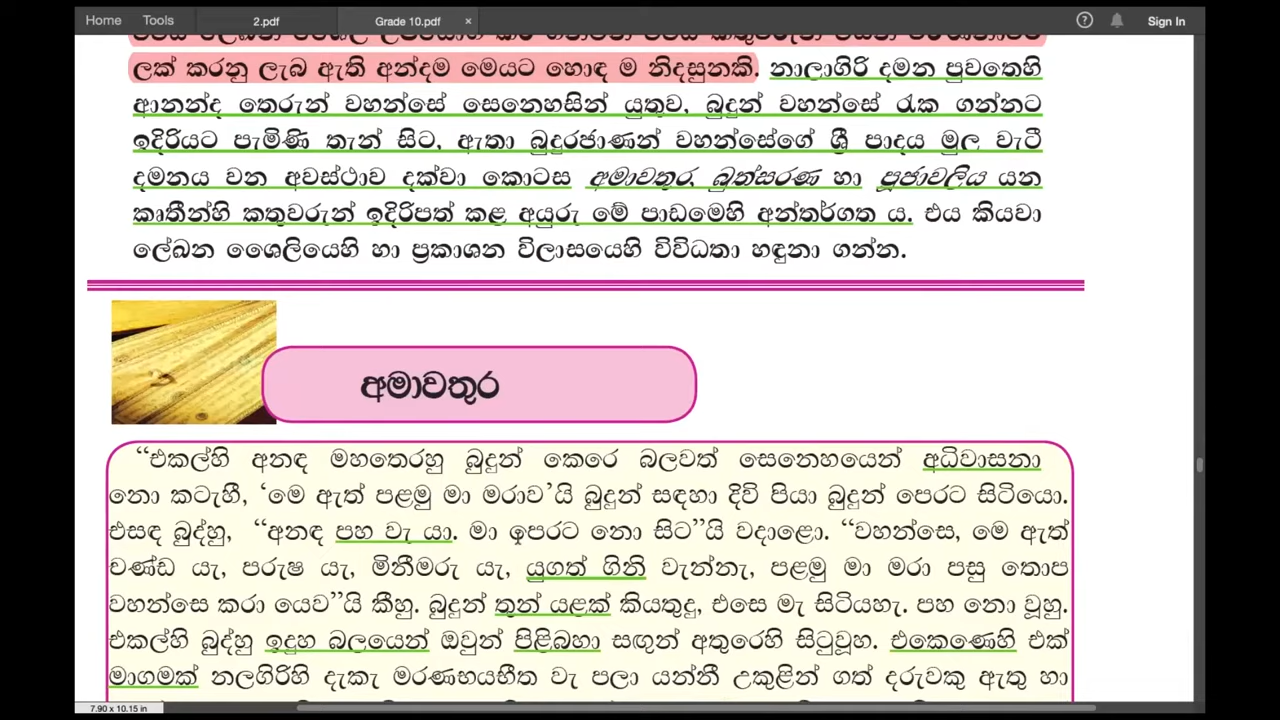 Home Tools 2.pdf Grade 10.pdf × ? Sign In
ලක් කරනු ලැබ ඇති අන්දම මෙයට හොඳ ම නිදසුනකි. නාලාගිරි දමන පුවතෙහි
ආනන්ද තෙරුන් වහන්සේ සෙනෙහසින් යුතුව, බුදුන් වහන්සේ රැක ගන්නට
ඉදිරියට පැමිණි තැන් සිට, ඇතා බුදුරජාණන් වහන්සේගේ ශ්‍රී පාදය මුල වැටී
දමනය වන අවස්ථාව දක්වා කොටස අමාවතුර, බුත්සරණ හා පූජාවලිය යන
කෘතීන්හි කතුවරුන් ඉදිරිපත් කළ අයුරු මේ පාඩමෙහි අන්තර්ගත ය. එය කියවා
ලේඛන ශෛලියෙහි හා ප්‍රකාශන විලාසයෙහි විවිධතා හඳුනා ගන්න.
අමාවතුර
“එකල්හි අනඳ මහතෙරහු බුදුන් කෙරෙ බලවත් සෙනෙහයෙන් අධිවාසනා
නො කටැහී, ‘මෙ ඇත් පළමු මා මරාව’යි බුදුන් සඳහා දිවි පියා බුදුන් පෙරට සිටියො.
එසඳ බුද්හු, “අනඳ පහ වැ යා. මා ඉපරට නො සිට”යි වදාළො. “වහන්සෙ, මෙ ඇත්
චණ්ඩ යැ, පරුෂ යැ, මිනීමරු යැ, යුගත් ගිනි වැන්නැ, පළමු මා මරා පසු තොප
වහන්සෙ කරා යෙව”යි කීහු. බුදුන් තුන් යළක් කියතුදු, එසෙ මැ සිටියහැ. පහ නො වූහු.
එකල්හි බුද්හු ඉදුහ බලයෙන් ඔවුන් පිළිබහා සඟුන් අතුරෙහි සිටුවූහ. එකෙණෙහි එක්
මාගමක් නලගිරිහි දැකැ මරණභයභීත වැ පලා යන්නී උකුළින් ගත් දරුවකු ඇතු හා
7.90 x 10.15 in